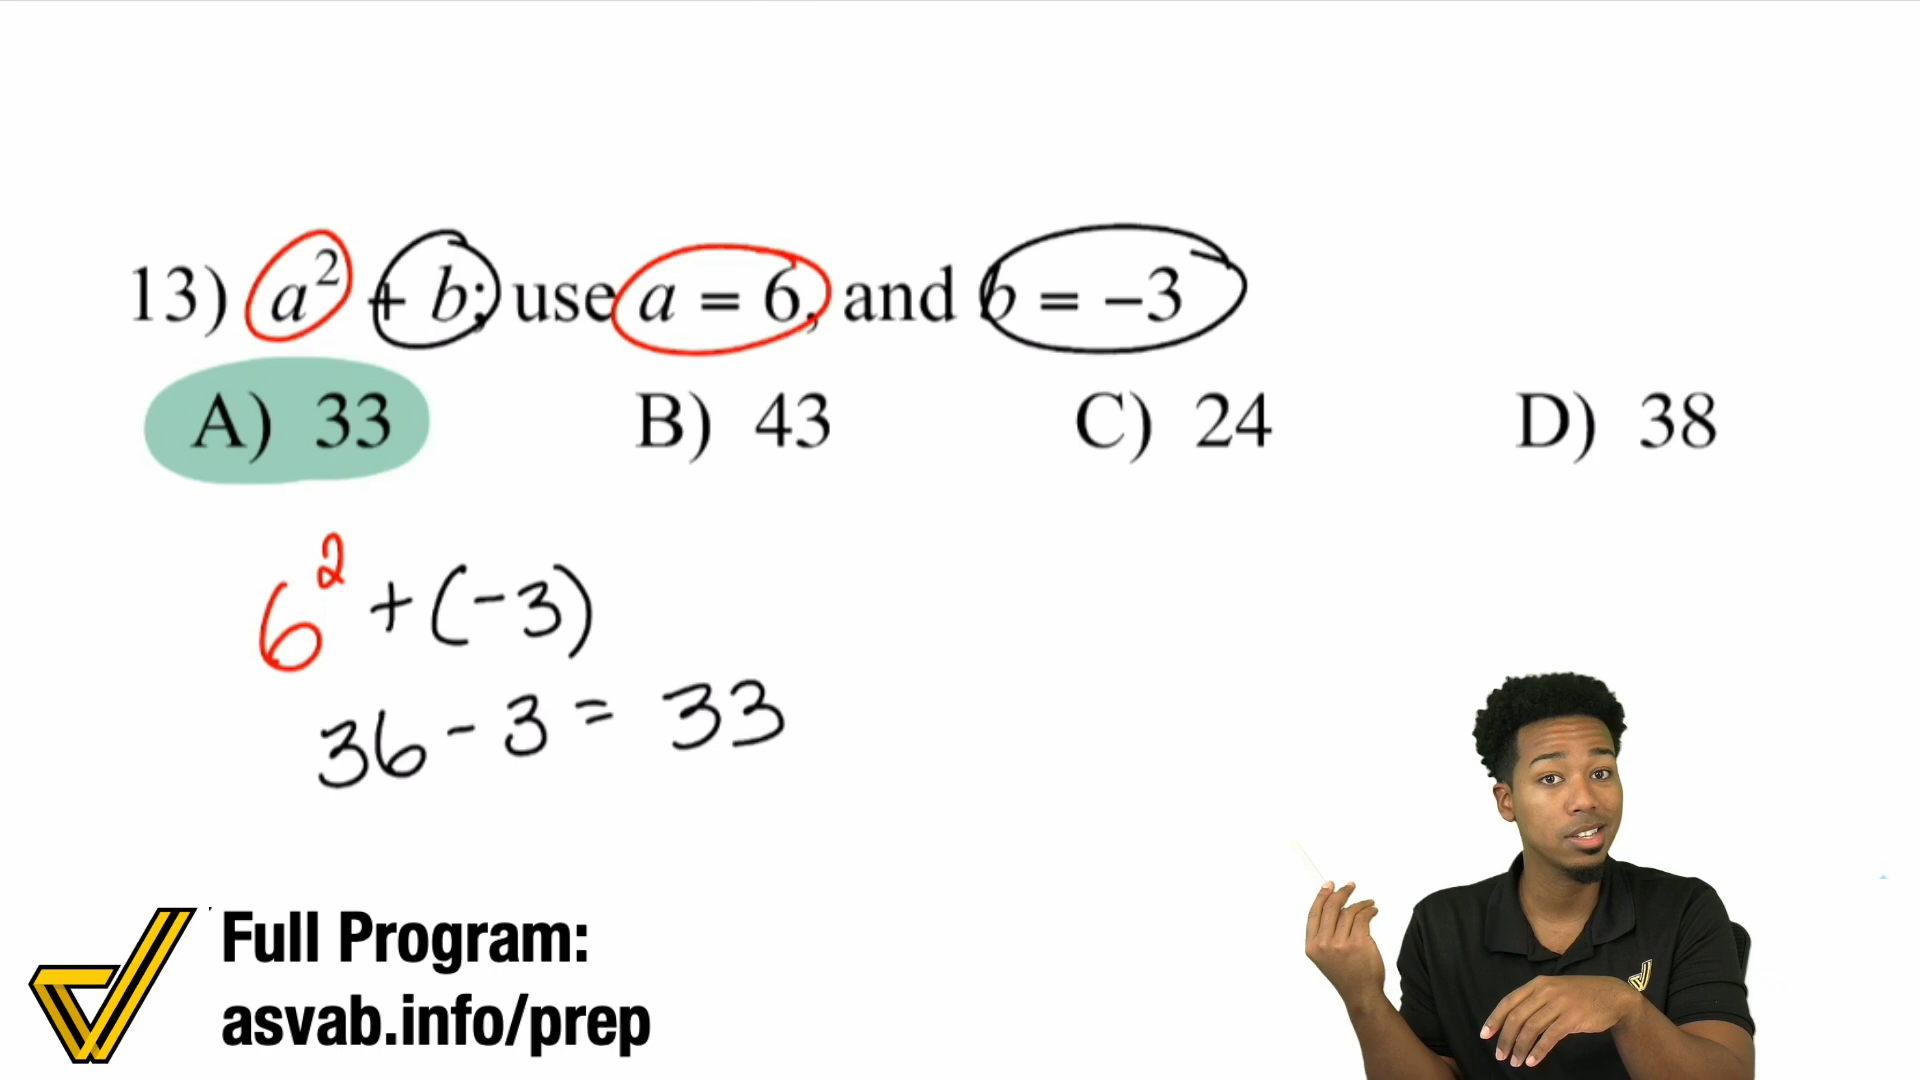 13) a² + b; use a = 6, and b = −3
A) 33 B) 43 C) 24 D) 38
6² + (-3)
36 - 3 = 33
Full Program:
asvab.info/prep